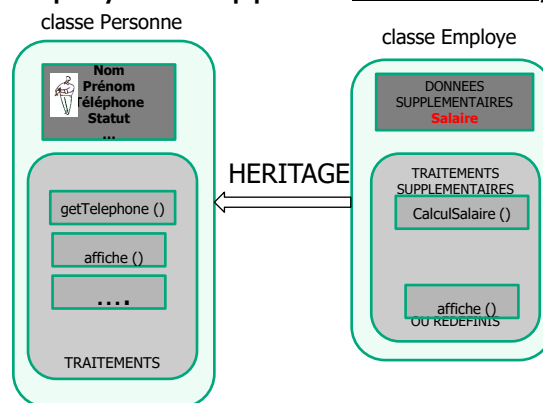 classe Personne
Nom
Prénom
Téléphone
Statut
...
getTelephone ()
affiche ()
....
TRAITEMENTS
HERITAGE
classe Employe
DONNEES
SUPPLEMENTAIRES
Salaire
TRAITEMENTS
SUPPLEMENTAIRES
CalculSalaire ()
affiche ()
OU REDEFINIS